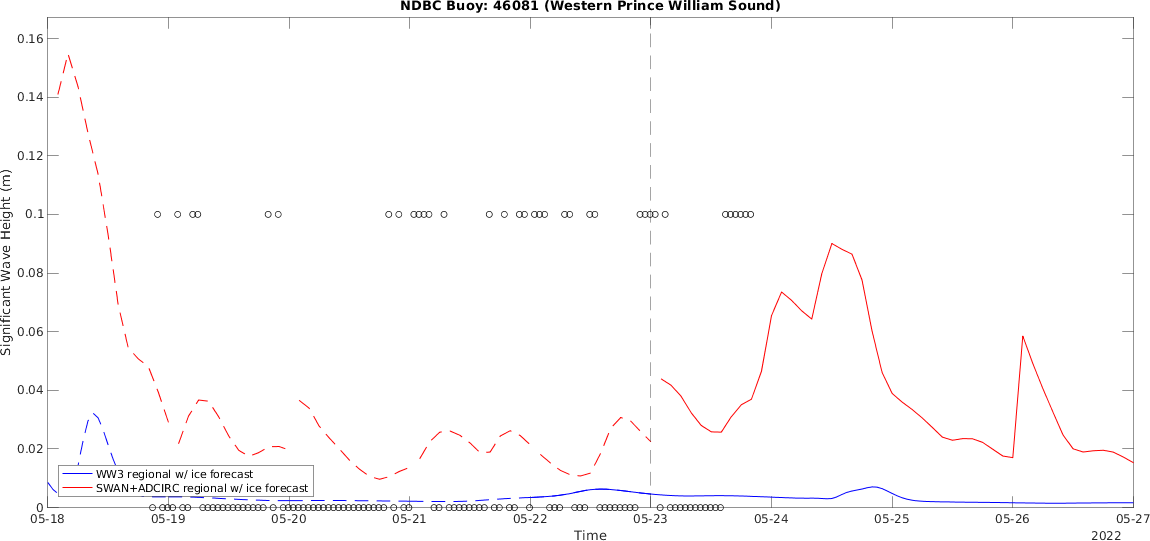 NDBC Buoy: 46081 (Western Prince William Sound)
0.16
0.14
0.12
0.1
0.08
0.06
0.04
0.02
0
Significant Wave Height (m)
WW3 regional w/ ice forecast
SWAN+ADCIRC regional w/ ice forecast
05-18 05-19 05-20 05-21 05-22 05-23 05-24 05-25 05-26 05-27
Time
2022